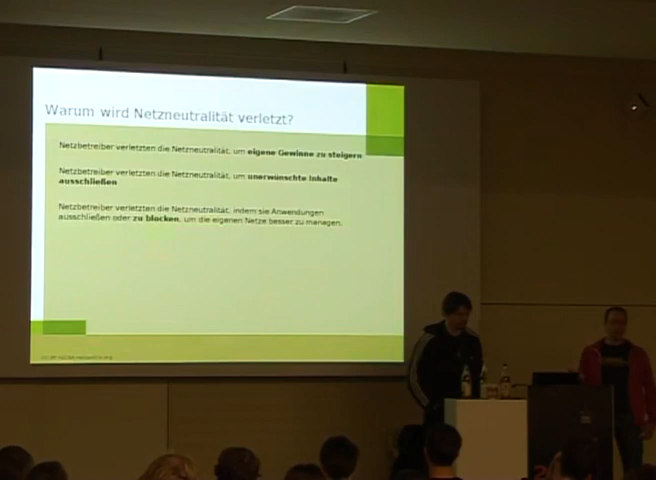 Warum wird Netzneutralität verletzt?
Netzbetreiber verletzten die Netzneutralität, um eigene Gewinne zu steigern
Netzbetreiber verletzten die Netzneutralität, um unerwünschte Inhalte
ausschließen
Netzbetreiber verletzten die Netzneutralität, indem sie Anwendungen
ausschließen oder zu blocken, um die eigenen Netze besser zu managen.